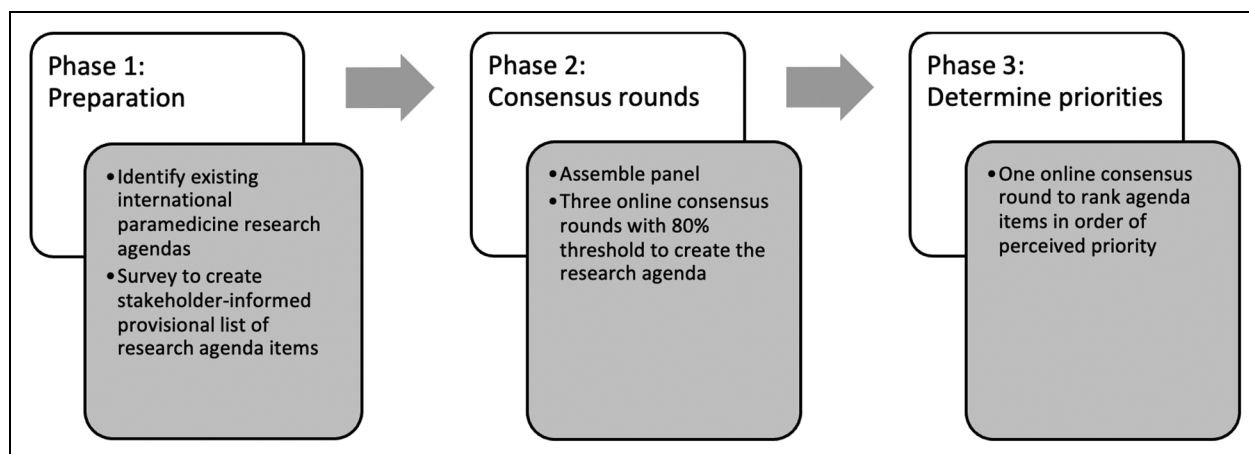 Phase 1:
Preparation
•Identify existing
international
paramedicine research
agendas
•Survey to create
stakeholder-informed
provisional list of
research agenda items
Phase 2:
Consensus rounds
•Assemble panel
•Three online consensus
rounds with 80%
threshold to create the
research agenda
Phase 3:
Determine priorities
•One online consensus
round to rank agenda
items in order of
perceived priority